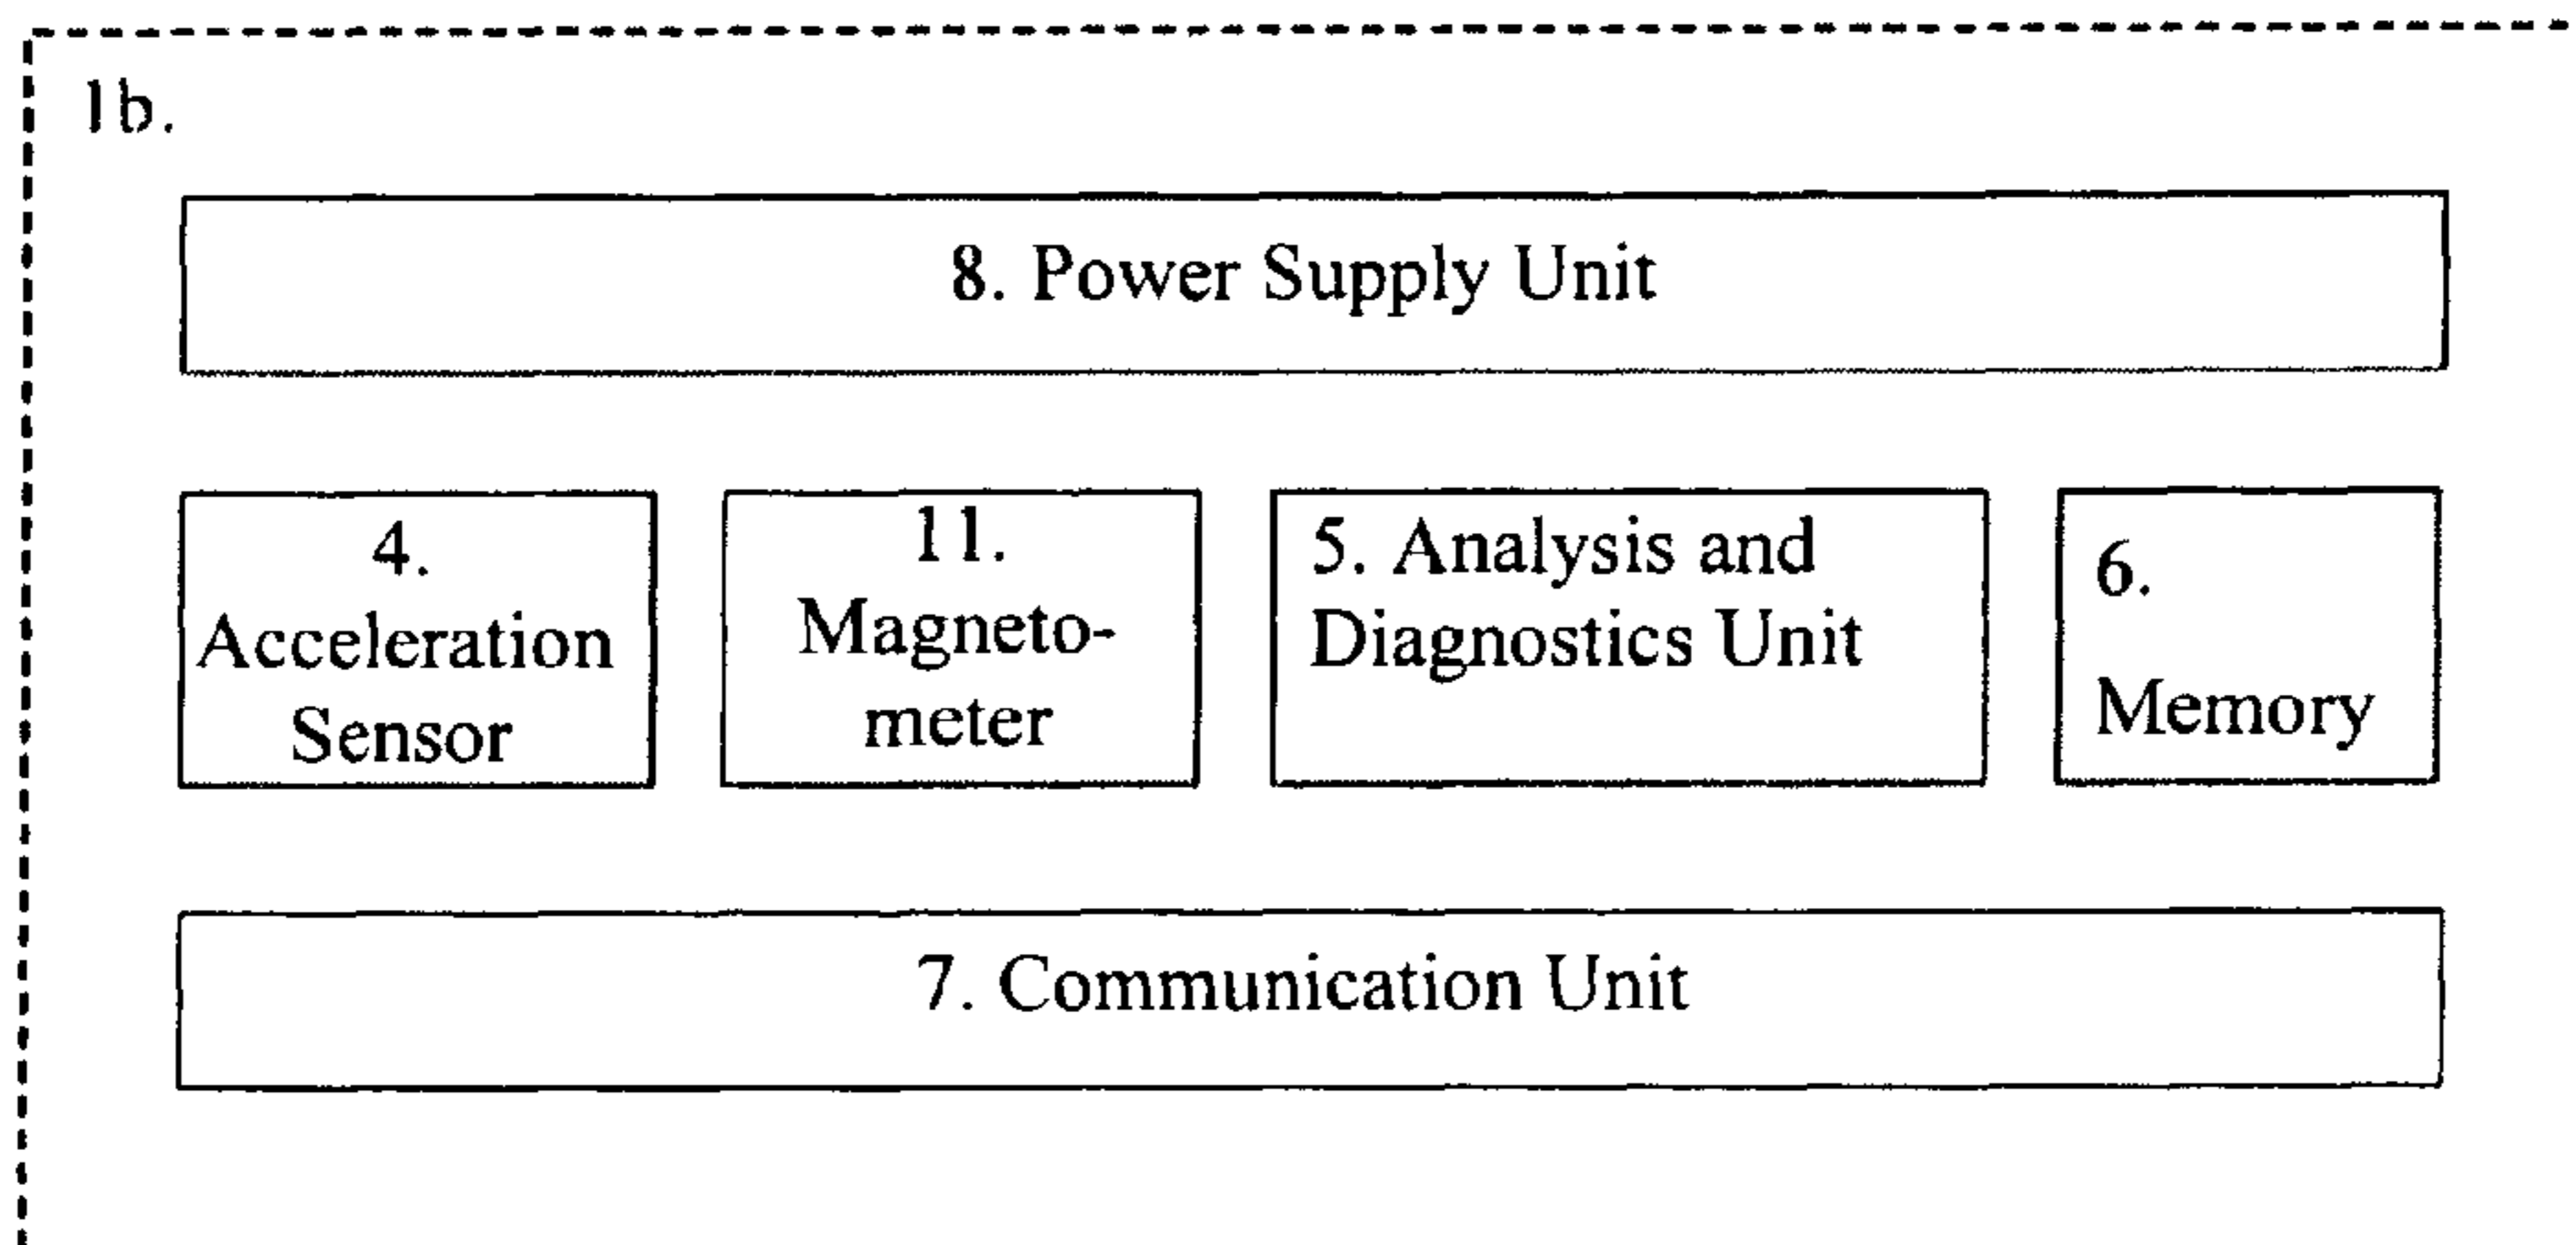 1b.
8. Power Supply Unit
4.
Acceleration
Sensor
11.
Magneto-
meter
5. Analysis and
Diagnostics Unit
6.
Memory
7. Communication Unit